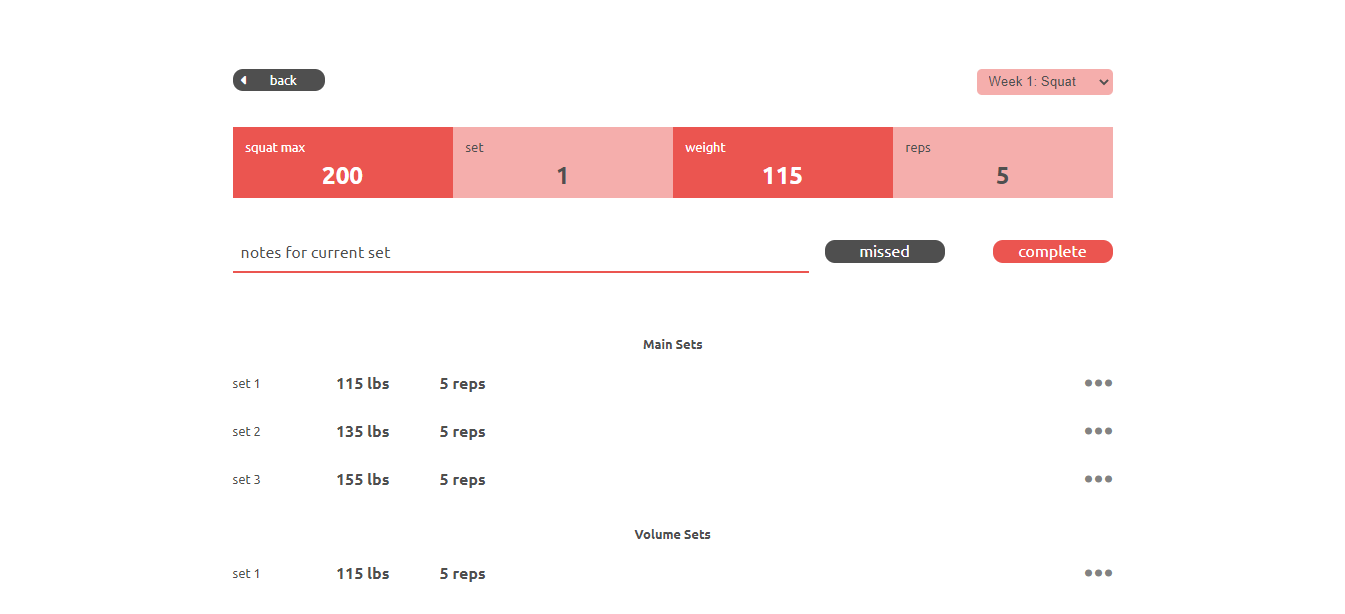 back
Week 1: Squat
squat max
set
weight
reps
200
1
115
5
notes for current set
missed
complete
Main Sets
set 1 115 lbs 5 reps
set 2 135 lbs 5 reps
set 3 155 lbs 5 reps
Volume Sets
set 1 115 lbs 5 reps